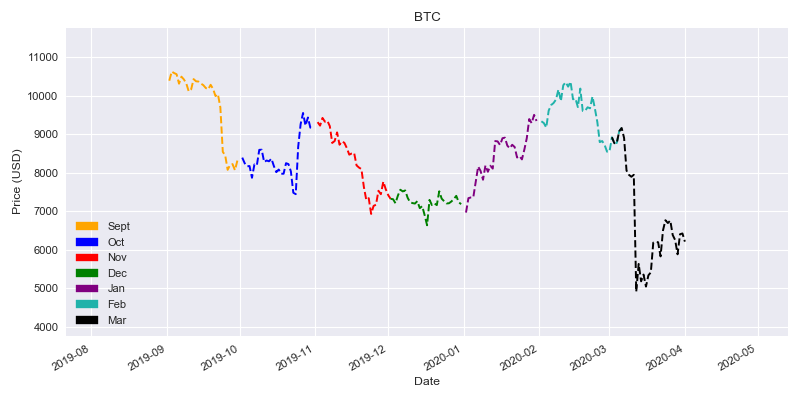 BTC
Price (USD)
11000
10000
9000
8000
7000
6000
5000
4000
Sept
Oct
Nov
Dec
Jan
Feb
Mar
2019-08
2019-09
2019-10
2019-11
2019-12
2020-01
2020-02
2020-03
2020-04
2020-05
Date